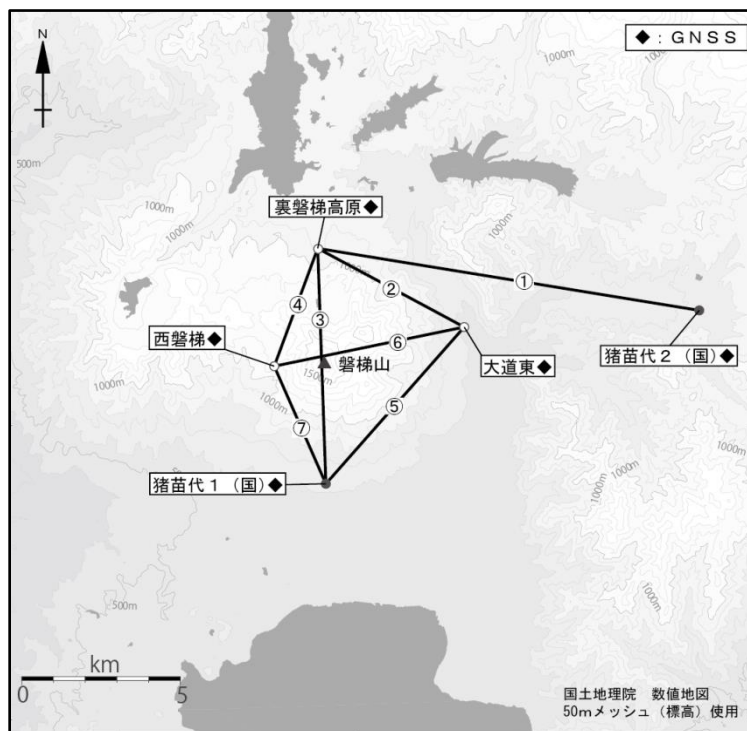 N
◆：ＧＮＳＳ
1000m
1000m
500m
裏磐梯高原◆
1000m
1000m
1000m
④
③
②
①
⑥
西磐梯◆
磐梯山
大道東◆
猪苗代２（国）◆
1500m
1000m
⑦
⑤
猪苗代１（国）◆
1000m
1000m
1000m
500m
km
0
5
国土地理院　数値地図
50mメッシュ（標高）使用